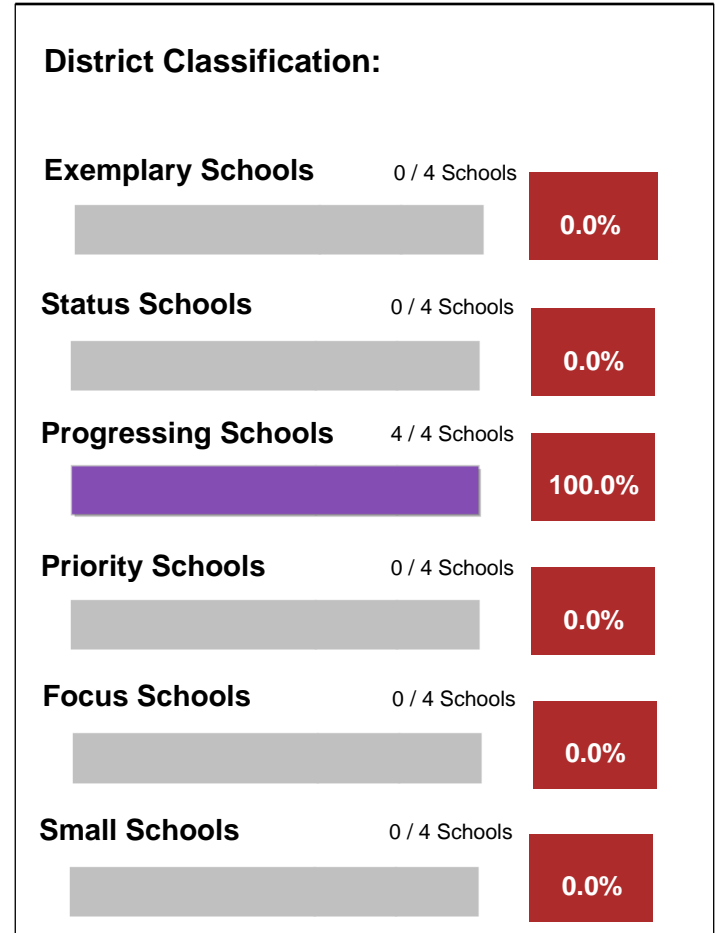 District Classification:
Exemplary Schools 0 / 4 Schools
0.0%
Status Schools 0 / 4 Schools
0.0%
Progressing Schools 4 / 4 Schools
100.0%
Priority Schools 0 / 4 Schools
0.0%
Focus Schools 0 / 4 Schools
0.0%
Small Schools 0 / 4 Schools
0.0%